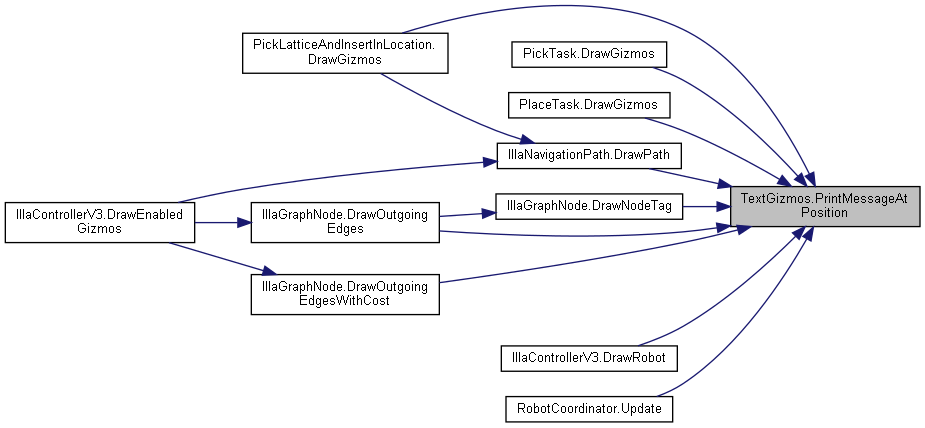 PickLatticeAndInsertInLocation.
DrawGizmos
PickTask.DrawGizmos
PlaceTask.DrawGizmos
IllaNavigationPath.DrawPath
IllaControllerV3.DrawEnabled
Gizmos
IllaGraphNode.DrawOutgoing
Edges
IllaGraphNode.DrawNodeTag
TextGizmos.PrintMessageAt
Position
IllaGraphNode.DrawOutgoing
EdgesWithCost
IllaControllerV3.DrawRobot
RobotCoordinator.Update